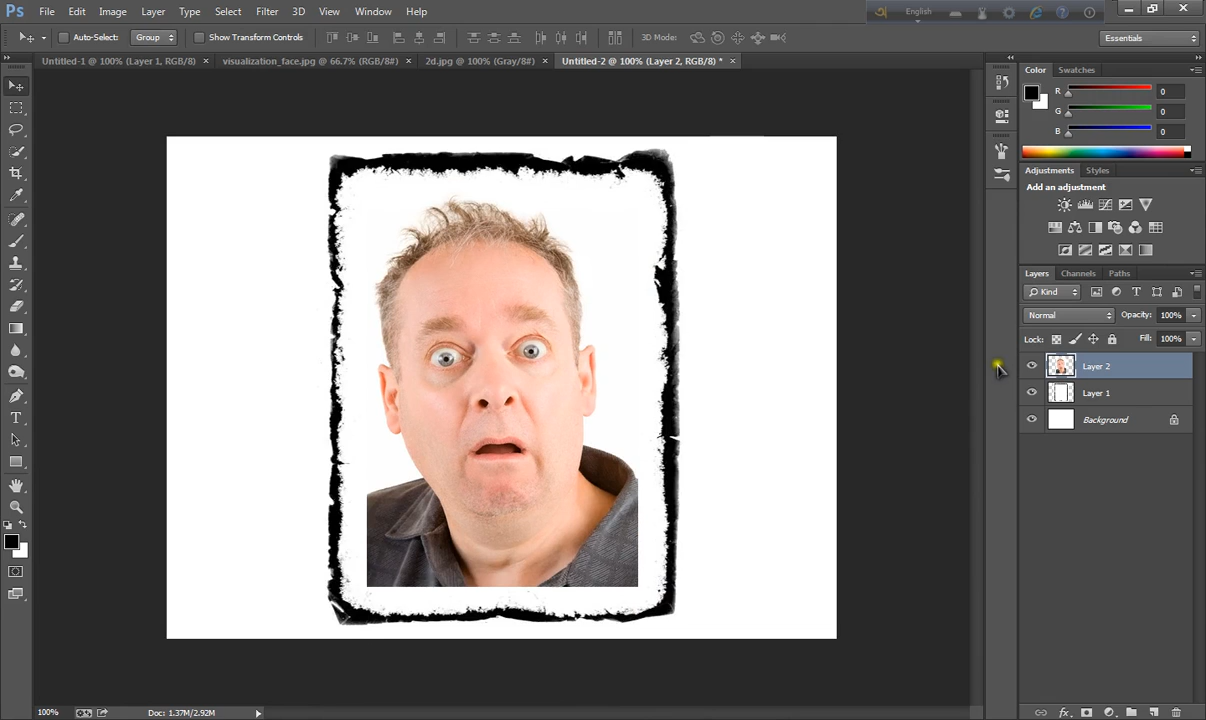 Ps File Edit Image Layer Type Select Filter 3D View Window Help
English
Auto-Select: Group Show Transform Controls 3D Mode: Essentials
Untitled-1 @ 100% (Layer 1, RGB/8) × visualization_face.jpg @ 66.7% (RGB/8#) × 2d.jpg @ 100% (Gray/8#) × Untitled-2 @ 100% (Layer 2, RGB/8) * ×
Color Swatches
R 0
G 0
B 0
Adjustments Styles
Add an adjustment
Layers Channels Paths
Kind
Normal Opacity: 100%
Lock: Fill: 100%
Layer 2
Layer 1
Background
100% Doc: 1.37M/2.92M